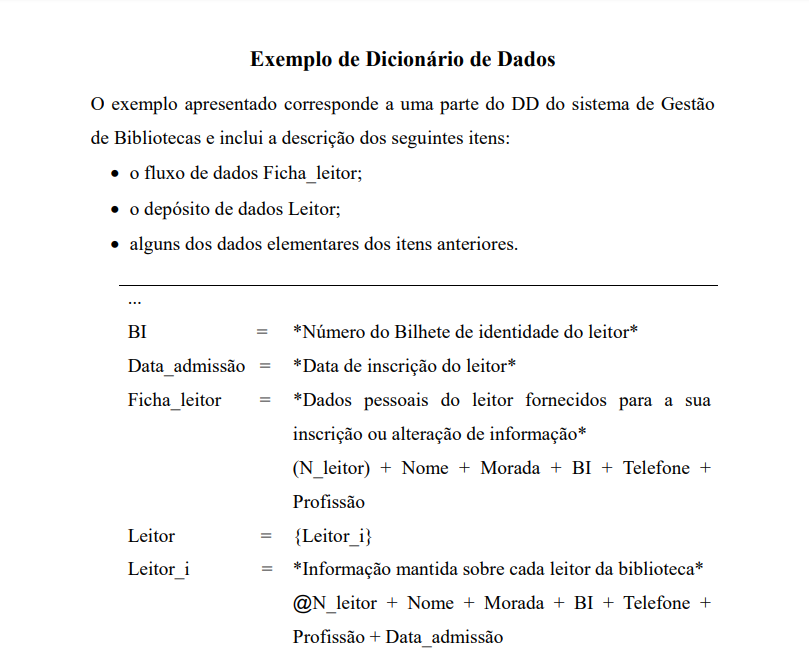 Exemplo de Dicionário de Dados
O exemplo apresentado corresponde a uma parte do DD do sistema de Gestão
de Bibliotecas e inclui a descrição dos seguintes itens:
• o fluxo de dados Ficha_leitor;
• o depósito de dados Leitor;
• alguns dos dados elementares dos itens anteriores.
...
BI = *Número do Bilhete de identidade do leitor*
Data_admissão = *Data de inscrição do leitor*
Ficha_leitor = *Dados pessoais do leitor fornecidos para a sua
inscrição ou alteração de informação*
(N_leitor) + Nome + Morada + BI + Telefone +
Profissão
Leitor = {Leitor_i}
Leitor_i = *Informação mantida sobre cada leitor da biblioteca*
@N_leitor + Nome + Morada + BI + Telefone +
Profissão + Data_admissão